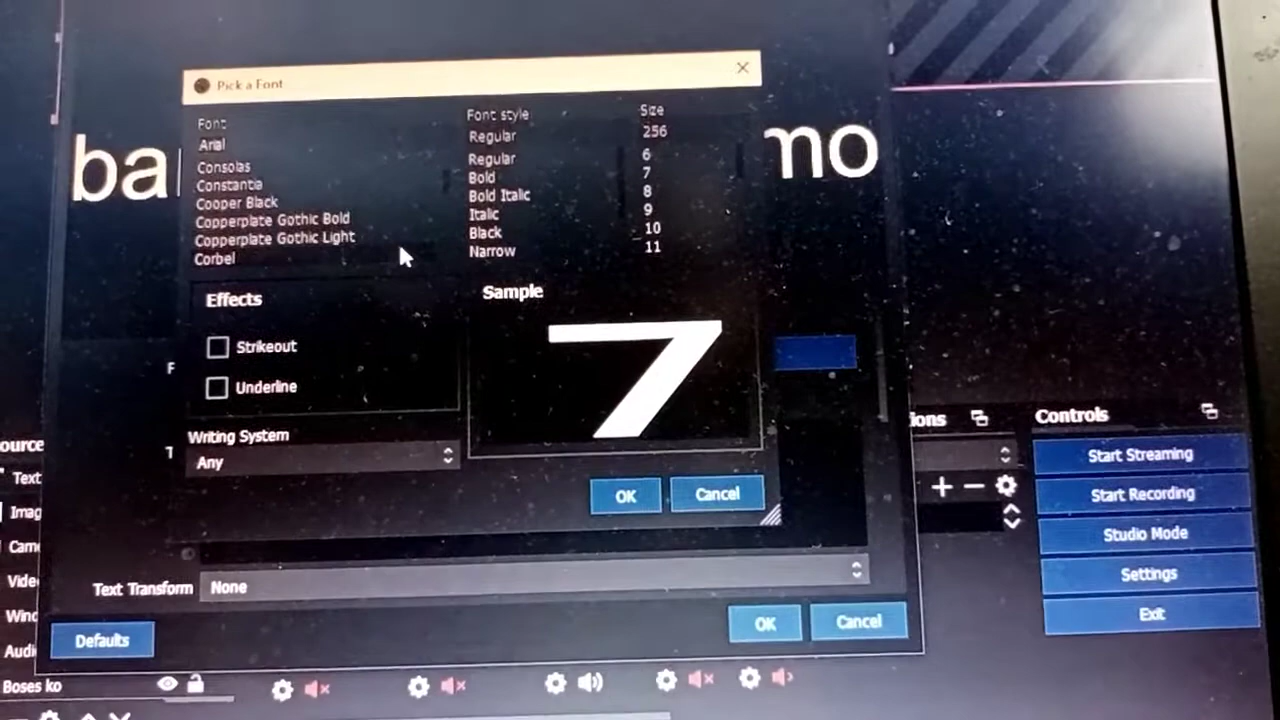 Pick a Font
Font
Font style
Size
Arial
Regular
256
Consolas
Constantia
Cooper Black
Copperplate Gothic Bold
Copperplate Gothic Light
Corbel
Regular
Bold
Bold Italic
Italic
Black
Narrow
6
7
8
9
10
11
ba
mo
Effects
Strikeout
Underline
Sample
Writing System
Any
OK
Cancel
Text Transform
None
Defaults
OK
Cancel
Text
Boses ko
Controls
Start Streaming
Start Recording
Studio Mode
Settings
Exit